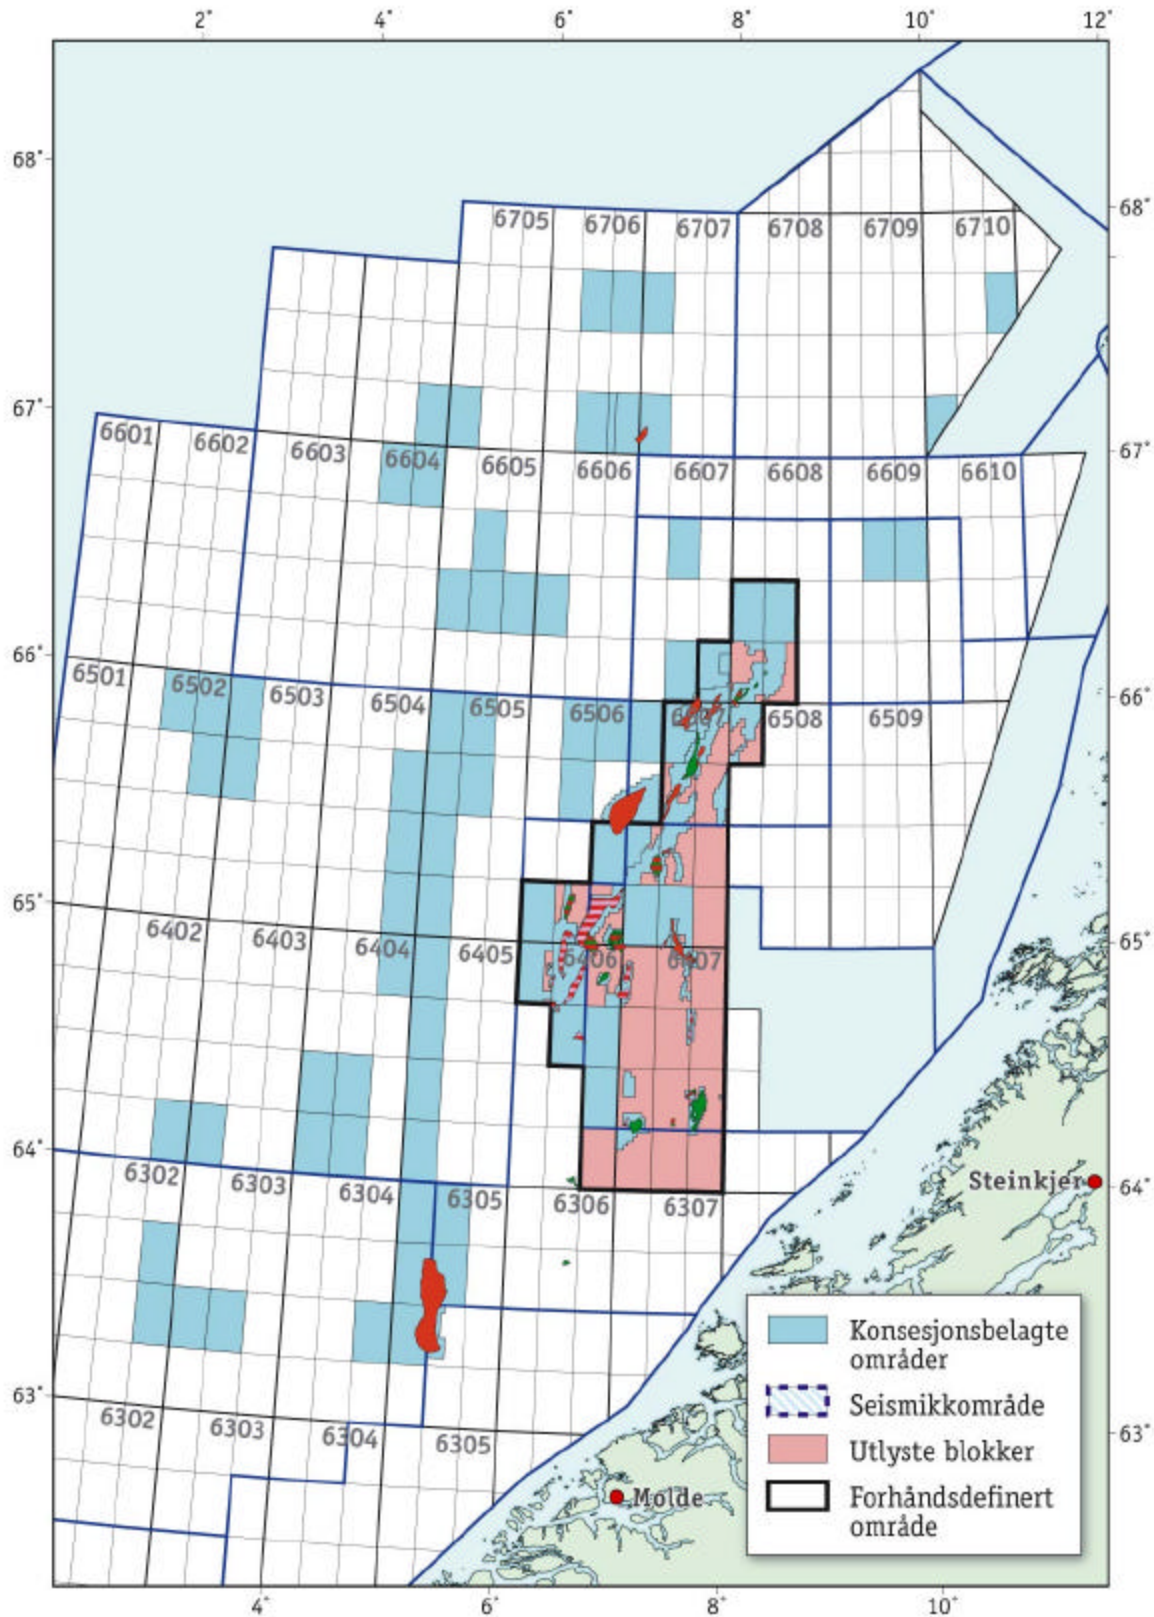 2° 4° 6° 8° 10° 12°
68°
68°
6705 6706 6707 6708 6709 6710
67°
67°
6601 6602 6603 6604 6605 6606 6607 6608 6609 6610
66°
66°
6501 6502 6503 6504 6505 6506 6508 6509
65°
65°
6402 6403 6404 6405 6406 6407
64°
64°
Steinkjer
6302 6303 6304 6305 6306 6307
63°
63°
6302 6303 6304 6305
Molde
Konsesjonsbelagte
områder
Seismikkområde
Utlyste blokker
Forhåndsdefinert
område
4° 6° 8° 10°